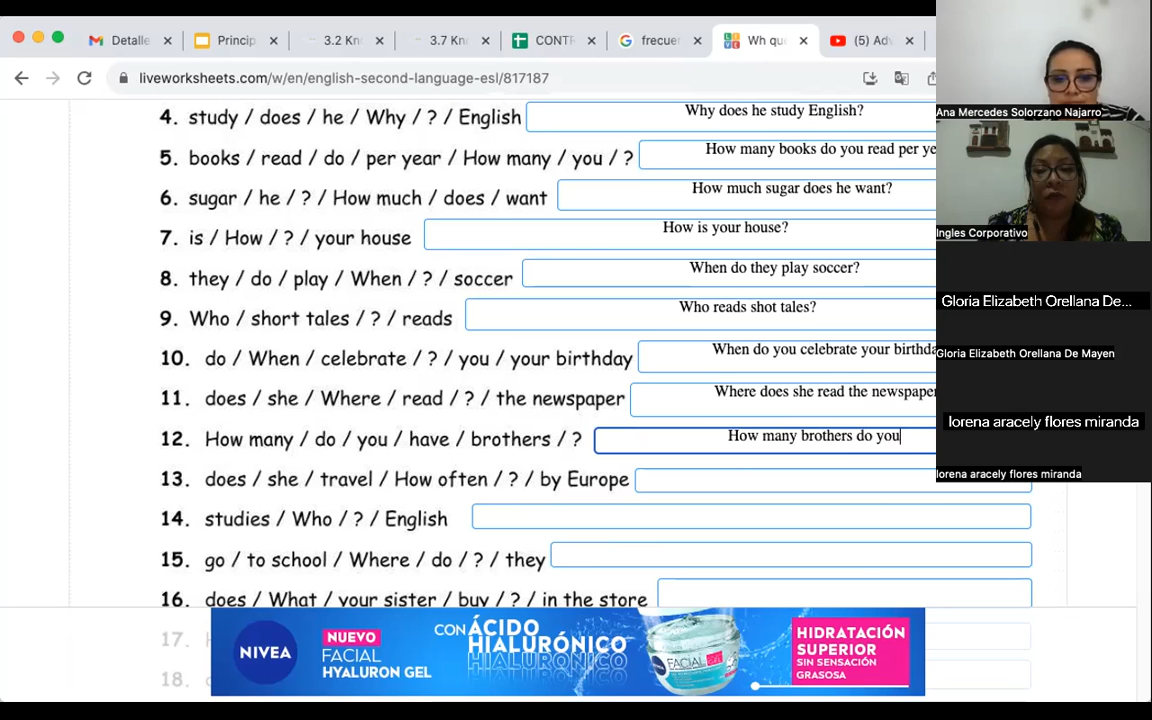 Detalle
Princip
3.2 Kn
3.7 Kn
CONT
frecuer
Wh qu
(5) Adv
liveworksheets.com/w/en/english-second-language-esl/817187
4. study / does / he / Why / ? / English
Why does he study English?
5. books / read / do / per year / How many / you / ?
How many books do you read per ye
6. sugar / he / ? / How much / does / want
How much sugar does he want?
7. is / How / ? / your house
How is your house?
8. they / do / play / When / ? / soccer
When do they play soccer?
9. Who / short tales / ? / reads
Who reads shot tales?
10. do / When / celebrate / ? / you / your birthday
When do you celebrate your birthda
11. does / she / Where / read / ? / the newspaper
Where does she read the newspaper
12. How many / do / you / have / brothers / ?
How many brothers do you
13. does / she / travel / How often / ? / by Europe
14. studies / Who / ? / English
15. go / to school / Where / do / ? / they
16. does / What / your sister / buy / ? / in the store
17.
18.
NIVEA
NUEVO
FACIAL
HYALURON GEL
CON ÁCIDO
HIALURÓNICO
HIALURÓNICO
NIVEA
FACIAL
GEL
HIDRATACIÓN
SUPERIOR
SIN SENSACIÓN
GRASOSA
Ana Mercedes Solorzano Najarro
Ingles Corporativo
Gloria Elizabeth Orellana De...
Gloria Elizabeth Orellana De Mayen
lorena aracely flores miranda
lorena aracely flores miranda